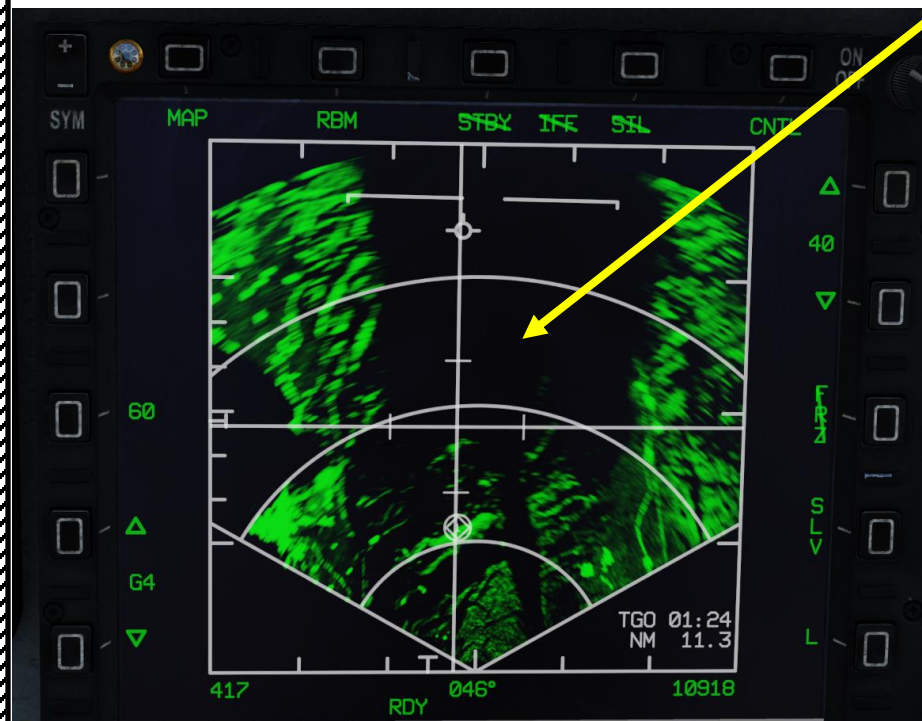 +
ON
-
OFF
SYM
MAP RBM STBY IFF SIL CNTL
40
60
FRZ
SLV
G4
TGO 01:24
NM 11.3
L
417 046° 10918
RDY